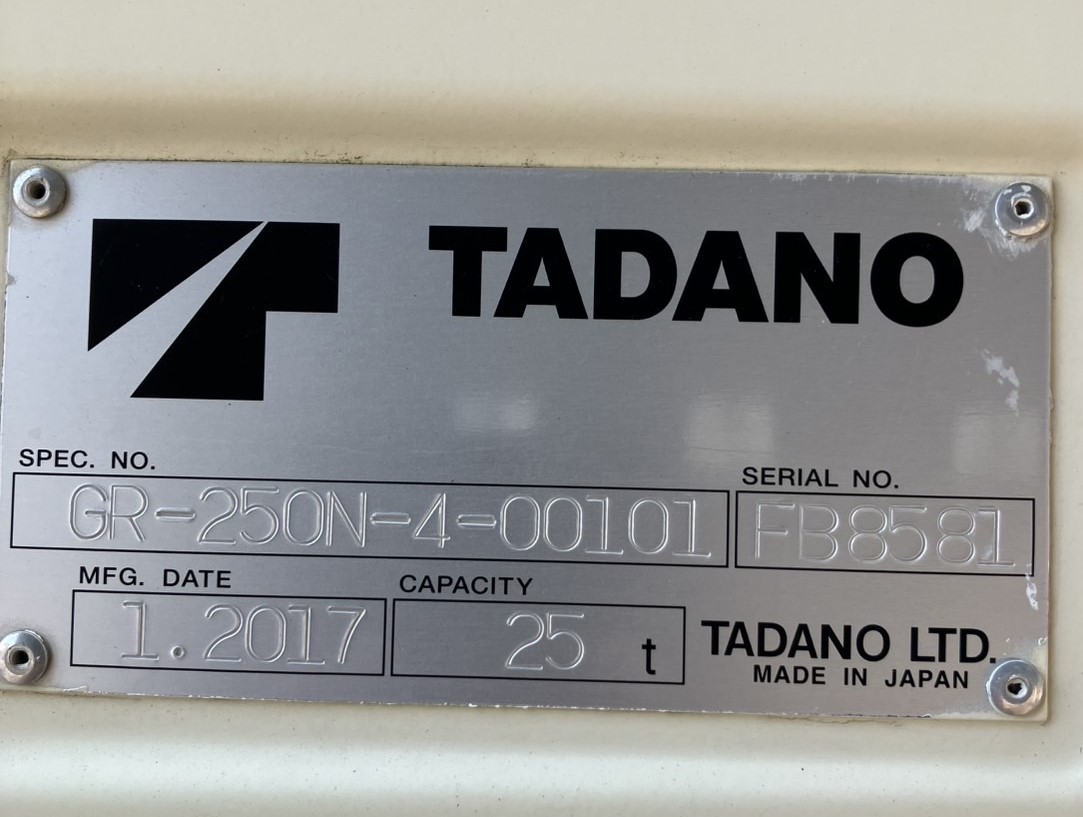 TADANO
SPEC. NO.
GR-250N-4-00101
SERIAL NO.
FB8581
MFG. DATE
1.2017
CAPACITY
25 t
TADANO LTD.
MADE IN JAPAN